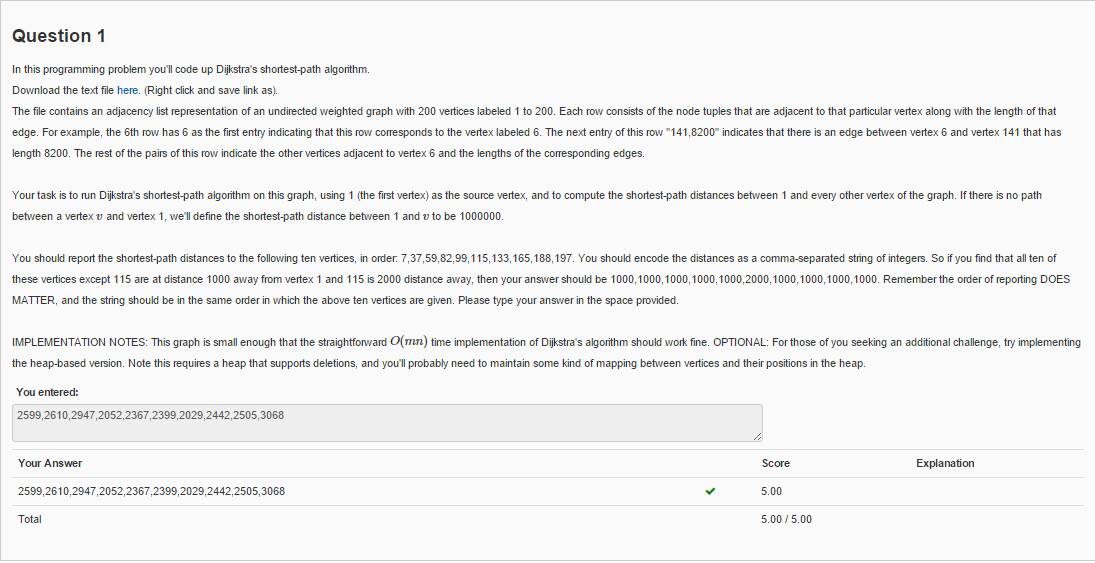 Question 1
In this programming problem you'll code up Dijkstra's shortest-path algorithm.
Download the text file here. (Right click and save link as).
The file contains an adjacency list representation of an undirected weighted graph with 200 vertices labeled 1 to 200. Each row consists of the node tuples that are adjacent to that particular vertex along with the length of that
edge. For example, the 6th row has 6 as the first entry indicating that this row corresponds to the vertex labeled 6. The next entry of this row "141,8200" indicates that there is an edge between vertex 6 and vertex 141 that has
length 8200. The rest of the pairs of this row indicate the other vertices adjacent to vertex 6 and the lengths of the corresponding edges.
Your task is to run Dijkstra's shortest-path algorithm on this graph, using 1 (the first vertex) as the source vertex, and to compute the shortest-path distances between 1 and every other vertex of the graph. If there is no path
between a vertex v and vertex 1, we'll define the shortest-path distance between 1 and v to be 1000000.
You should report the shortest-path distances to the following ten vertices, in order: 7,37,59,82,99,115,133,165,188,197. You should encode the distances as a comma-separated string of integers. So if you find that all ten of
these vertices except 115 are at distance 1000 away from vertex 1 and 115 is 2000 distance away, then your answer should be 1000,1000,1000,1000,1000,2000,1000,1000,1000,1000. Remember the order of reporting DOES
MATTER, and the string should be in the same order in which the above ten vertices are given. Please type your answer in the space provided.
IMPLEMENTATION NOTES: This graph is small enough that the straightforward O(mn) time implementation of Dijkstra's algorithm should work fine. OPTIONAL: For those of you seeking an additional challenge, try implementing
the heap-based version. Note this requires a heap that supports deletions, and you'll probably need to maintain some kind of mapping between vertices and their positions in the heap.
You entered:
2599,2610,2947,2052,2367,2399,2029,2442,2505,3068
Your Answer Score Explanation
2599,2610,2947,2052,2367,2399,2029,2442,2505,3068 ✔ 5.00
Total 5.00 / 5.00